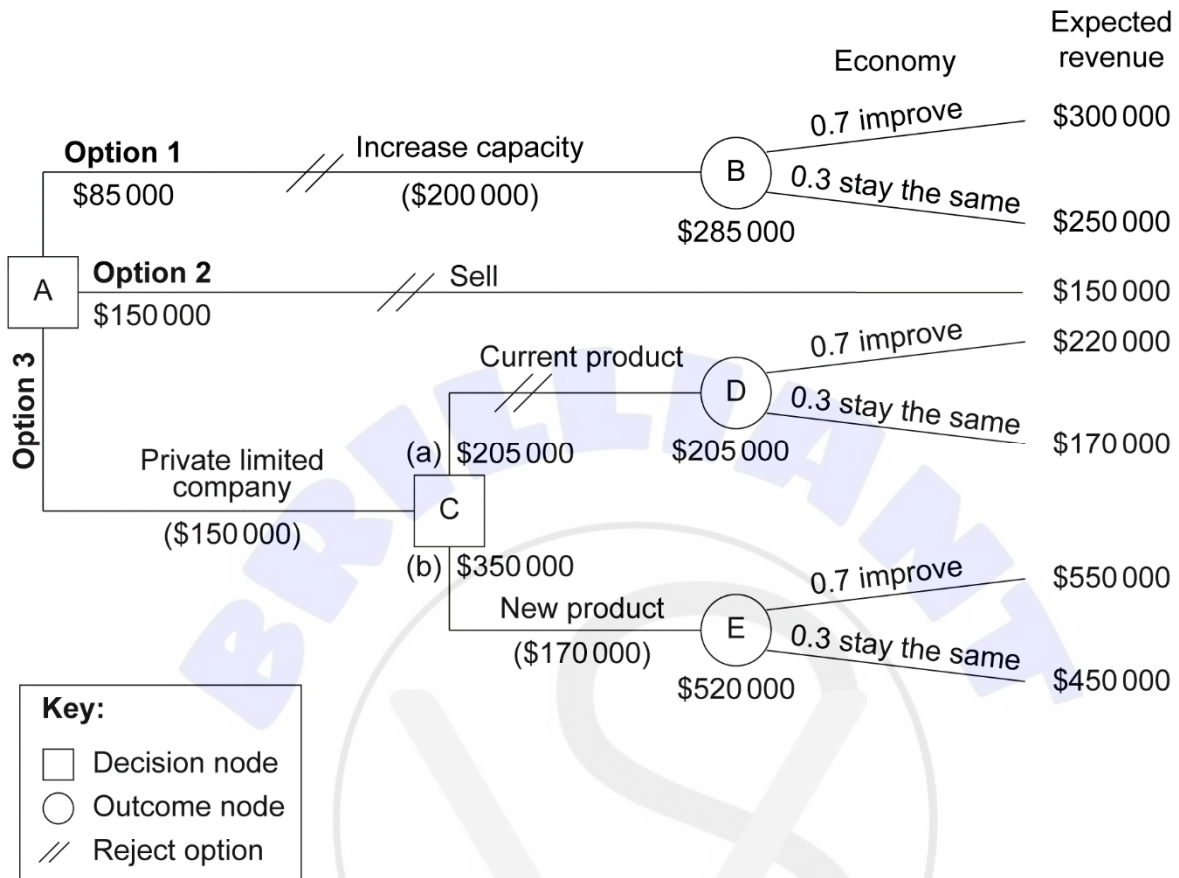 Expected
revenue
Economy
0.7 improve
$300 000
Option 1
Increase capacity
B
$85 000
($200 000)
0.3 stay the same
$285 000
$250 000
A
Option 2
Sell
$150 000
$150 000
Option 3
Current product
0.7 improve
$220 000
D
0.3 stay the same
(a) $205 000
$205 000
$170 000
Private limited
company
($150 000)
C
(b) $350 000
0.7 improve
$550 000
New product
E
($170 000)
0.3 stay the same
$520 000
$450 000
Key:
Decision node
Outcome node
Reject option
BRILLIANT